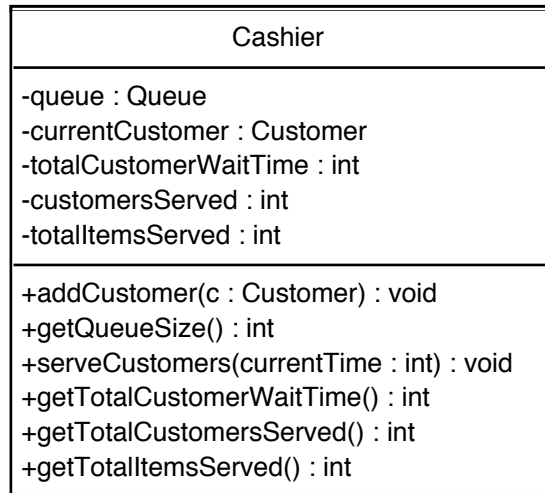 Cashier
-queue : Queue
-currentCustomer : Customer
-totalCustomerWaitTime : int
-customersServed : int
-totalItemsServed : int
+addCustomer(c : Customer) : void
+getQueueSize() : int
+serveCustomers(currentTime : int) : void
+getTotalCustomerWaitTime() : int
+getTotalCustomersServed() : int
+getTotalItemsServed() : int